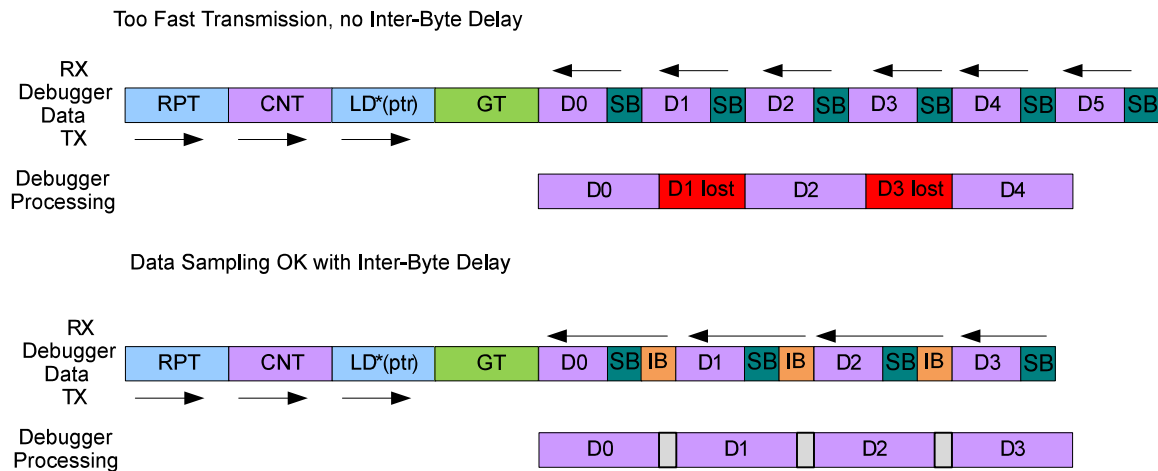 Too Fast Transmission, no Inter-Byte Delay
RX
Debugger
Data
TX
RPT CNT LD*(ptr) GT D0 SB D1 SB D2 SB D3 SB D4 SB D5 SB
Debugger
Processing
D0 D1 lost D2 D3 lost D4
Data Sampling OK with Inter-Byte Delay
RX
Debugger
Data
TX
RPT CNT LD*(ptr) GT D0 SB IB D1 SB IB D2 SB IB D3 SB
Debugger
Processing
D0 D1 D2 D3